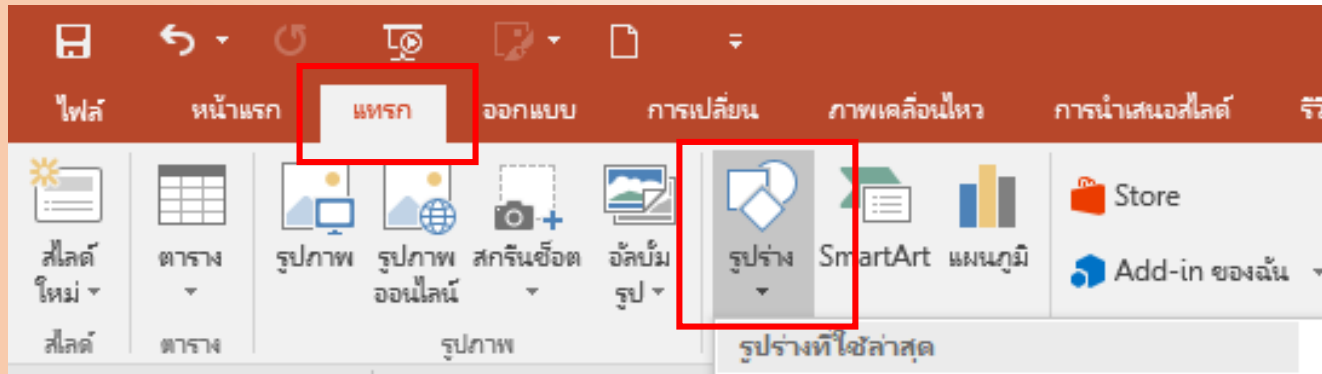 ไฟล์ หน้าแรก แทรก ออกแบบ การเปลี่ยน ภาพเคลื่อนไหว การนำเสนอสไลด์
Store
สไลด์ ตาราง รูปภาพ รูปภาพ สกรีนช็อต อัลบั้ม รูปร่าง SmartArt แผนภูมิ
ใหม่ ออนไลน์ รูป Add-in ของฉัน
สไลด์ ตาราง รูปภาพ
รูปร่างที่ใช้ล่าสุด